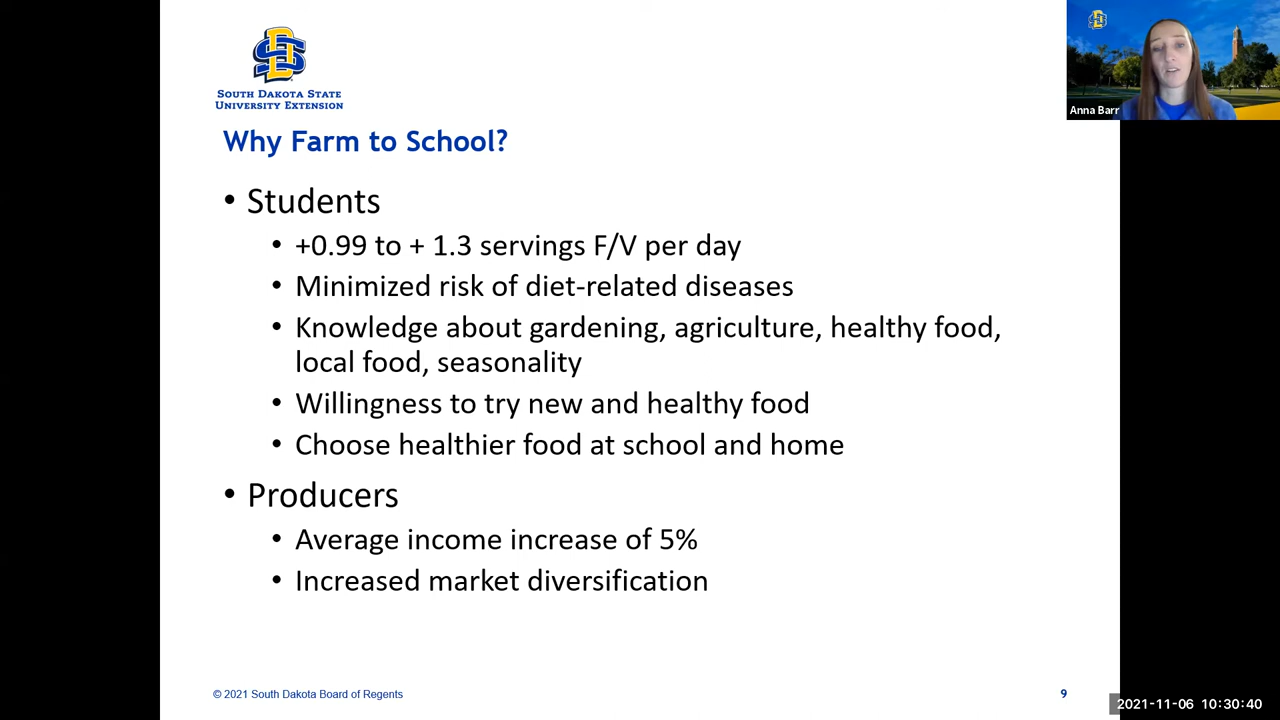 SOUTH DAKOTA STATE
UNIVERSITY EXTENSION
Why Farm to School?
• Students
• +0.99 to + 1.3 servings F/V per day
• Minimized risk of diet-related diseases
• Knowledge about gardening, agriculture, healthy food,
local food, seasonality
• Willingness to try new and healthy food
• Choose healthier food at school and home
• Producers
• Average income increase of 5%
• Increased market diversification
© 2021 South Dakota Board of Regents
9
Anna Barr
2021-11-06 10:30:40